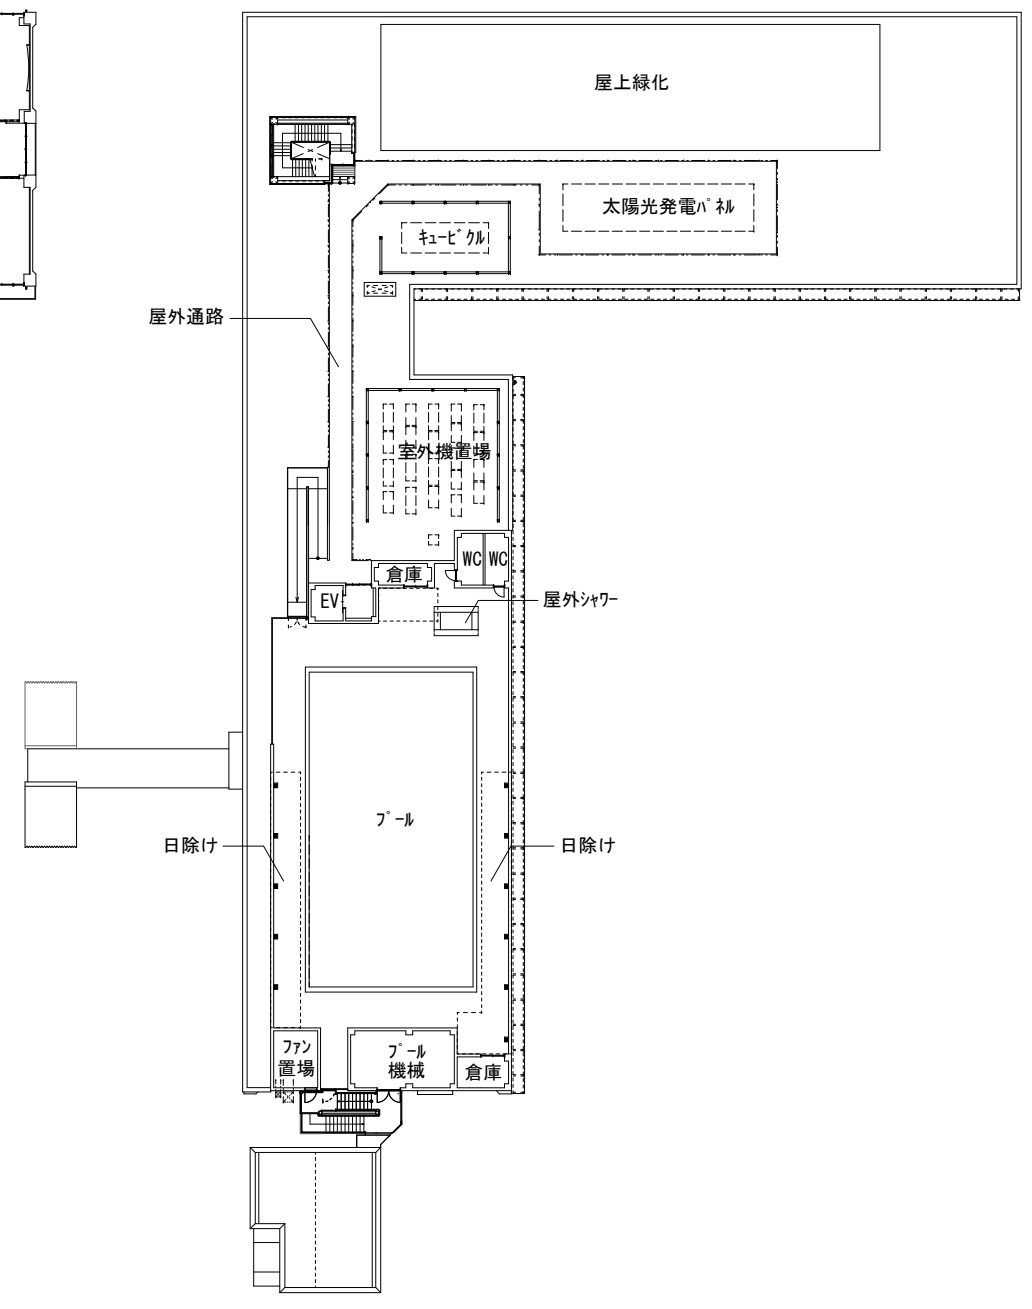 屋上緑化
太陽光発電ﾊﾟﾈﾙ
ｷｭｰﾋﾞｸﾙ
屋外通路
室外機置場
WC
WC
倉庫
EV
屋外ｼｬﾜｰ
ﾌﾟｰﾙ
日除け
日除け
ﾌｧﾝ
置場
ﾌﾟｰﾙ
機械
倉庫